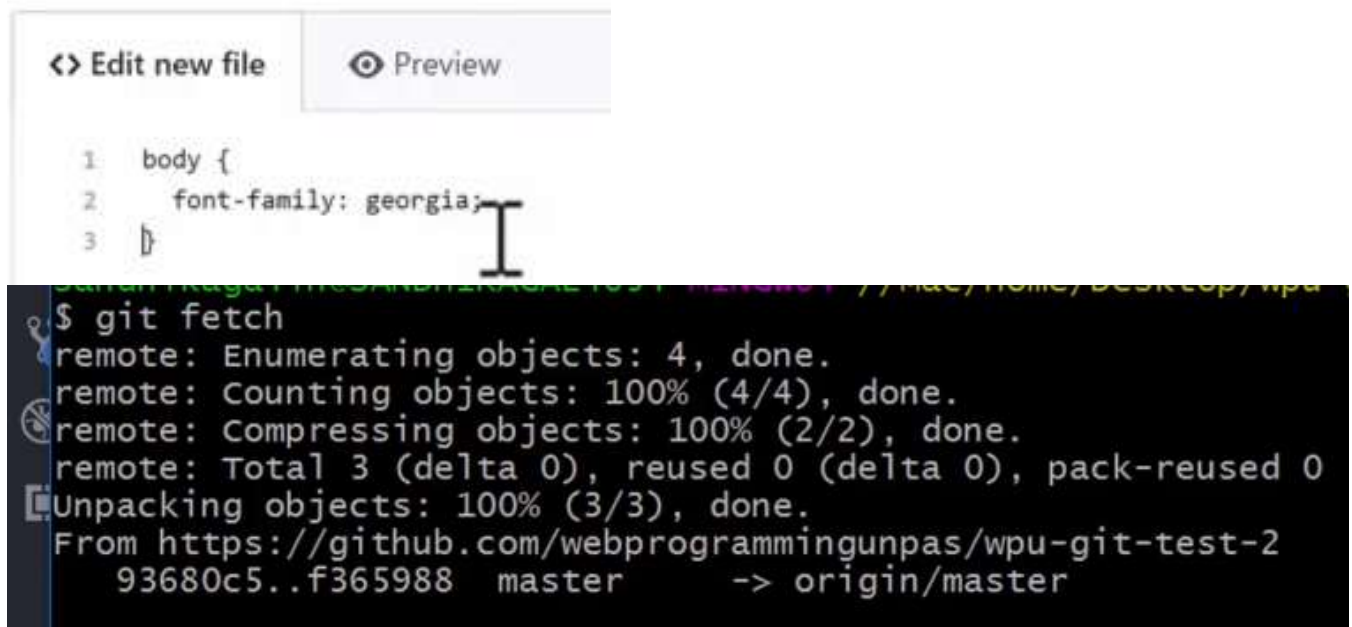 Edit new file
Preview
1 body {
2 font-family: georgia;
3 }
$ git fetch
remote: Enumerating objects: 4, done.
remote: Counting objects: 100% (4/4), done.
remote: Compressing objects: 100% (2/2), done.
remote: Total 3 (delta 0), reused 0 (delta 0), pack-reused 0
Unpacking objects: 100% (3/3), done.
From https://github.com/webprogrammingunpas/wpu-git-test-2
93680c5..f365988 master -> origin/master